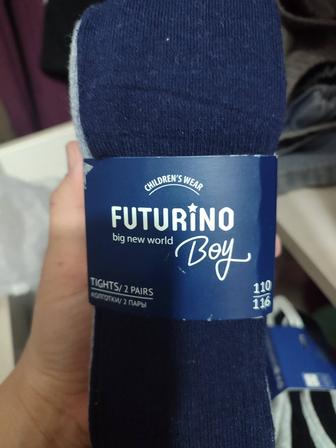 CHILDREN'S WEAR
FUTURINO
big new world
Boy
TIGHTS/ 2 PAIRS
КОЛГОТКИ/ 2 ПАРЫ
110
116